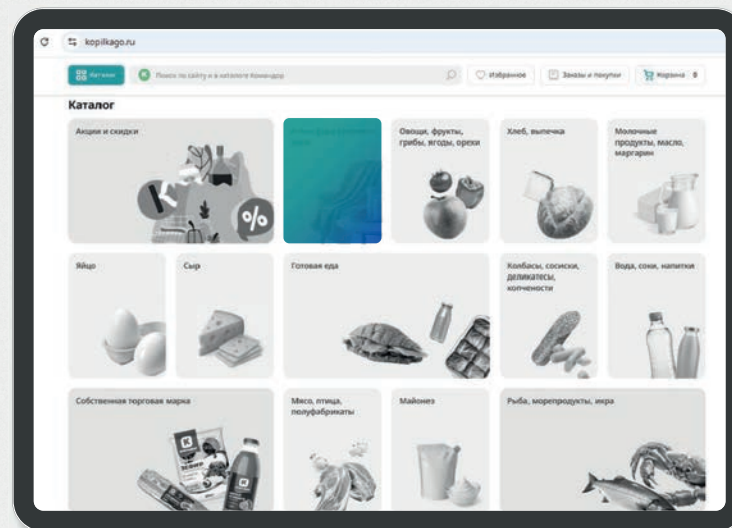 kopilkago.ru
Каталог
Поиск по сайту и в каталоге Командор
Избранное
Заказы и покупки
Корзина 0
Каталог
Акции и скидки
Овощи, фрукты,
грибы, ягоды, орехи
Хлеб, выпечка
Молочные
продукты, масло,
маргарин
%
Яйцо
Сыр
Готовая еда
Колбасы, сосиски,
деликатесы,
копчености
Вода, соки, напитки
Собственная торговая марка
Мясо, птица,
полуфабрикаты
Майонез
Рыба, морепродукты, икра